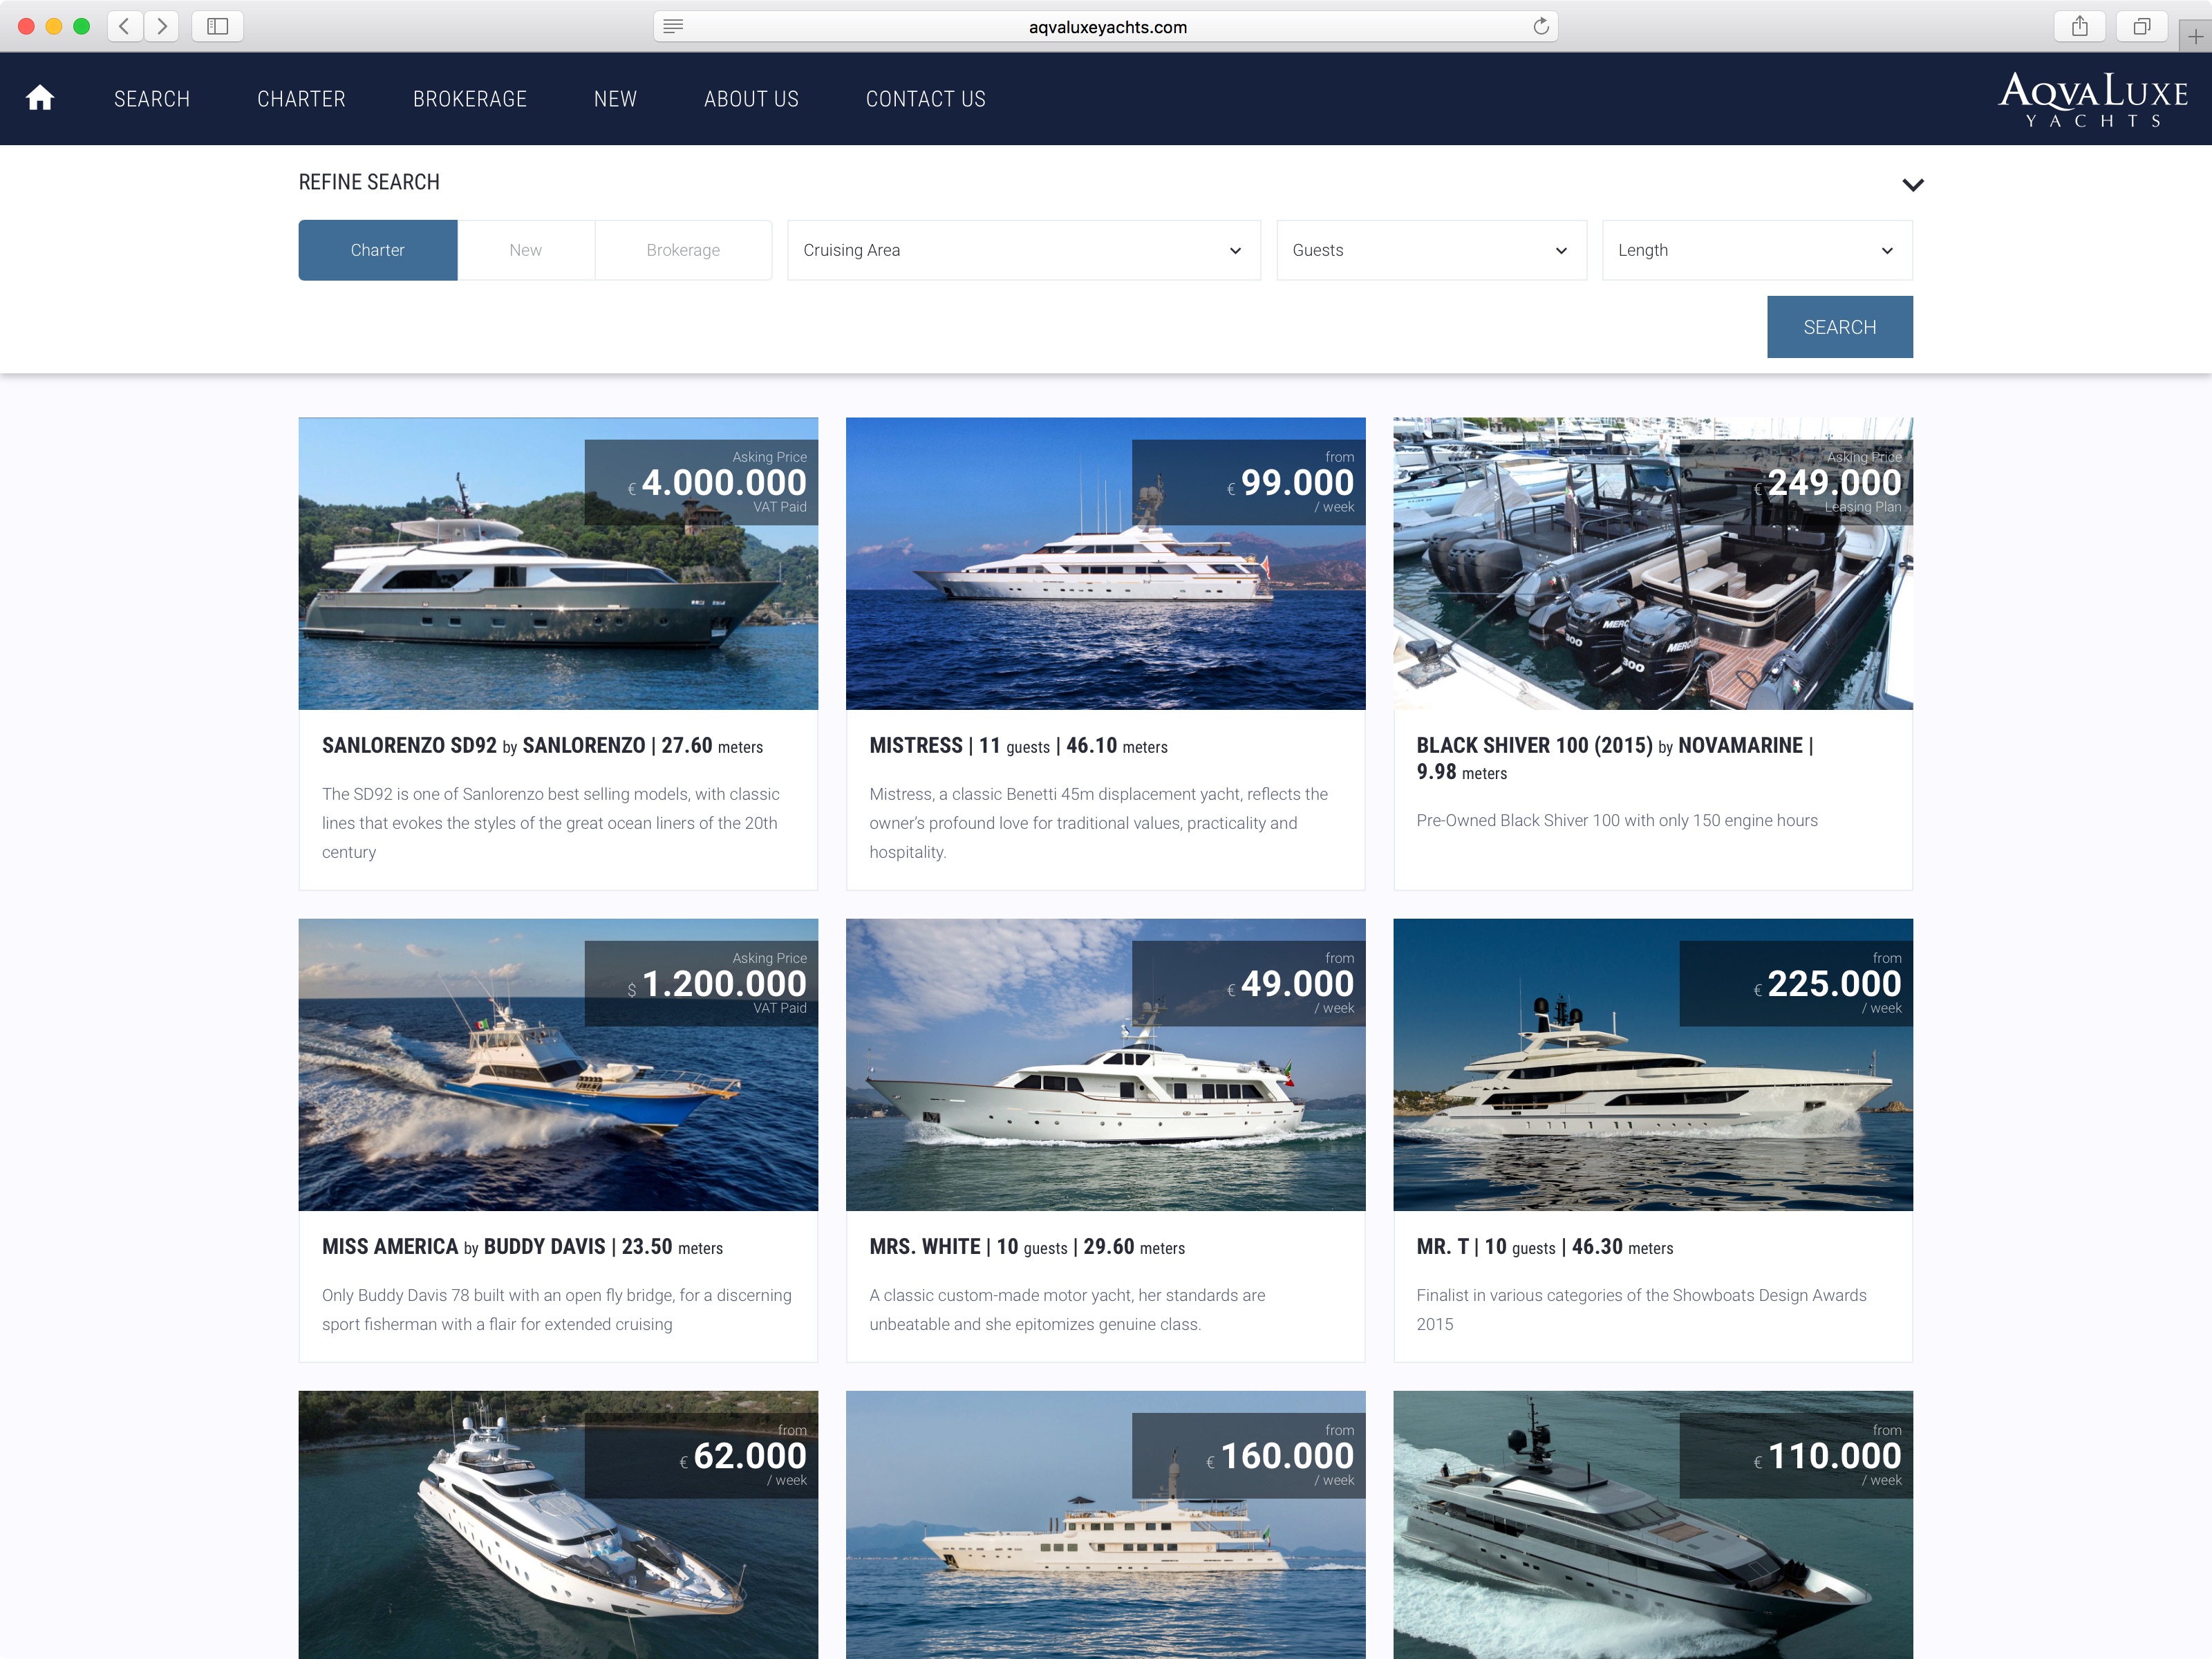 aqvaluxeyachts.com
SEARCH CHARTER BROKERAGE NEW ABOUT US CONTACT US
AQVALUXE
YACHTS
REFINE SEARCH
Charter New Brokerage Cruising Area Guests Length
SEARCH
Asking Price
€ 4.000.000
VAT Paid
SANLORENZO SD92 by SANLORENZO | 27.60 meters
The SD92 is one of Sanlorenzo best selling models, with classic
lines that evokes the styles of the great ocean liners of the 20th
century
from
€ 99.000
/ week
MISTRESS | 11 guests | 46.10 meters
Mistress, a classic Benetti 45m displacement yacht, reflects the
owner’s profound love for traditional values, practicality and
hospitality.
Asking Price
€ 249.000
Leasing Plan
300
300
BLACK SHIVER 100 (2015) by NOVAMARINE |
9.98 meters
Pre-Owned Black Shiver 100 with only 150 engine hours
Asking Price
$ 1.200.000
VAT Paid
MISS AMERICA by BUDDY DAVIS | 23.50 meters
Only Buddy Davis 78 built with an open fly bridge, for a discerning
sport fisherman with a flair for extended cruising
from
€ 49.000
/ week
MRS. WHITE | 10 guests | 29.60 meters
A classic custom-made motor yacht, her standards are
unbeatable and she epitomizes genuine class.
from
€ 225.000
/ week
MR. T | 10 guests | 46.30 meters
Finalist in various categories of the Showboats Design Awards
2015
from
€ 62.000
/ week
from
€ 160.000
/ week
from
€ 110.000
/ week